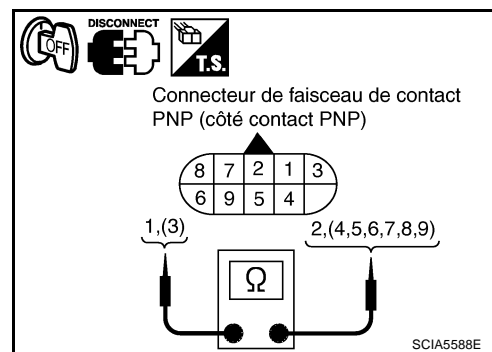 OFF
DISCONNECT
T.S.
Connecteur de faisceau de contact
PNP (côté contact PNP)
8 7 2 1 3
6 9 5 4
1,(3)
2,(4,5,6,7,8,9)
Ω
SCIA5588E